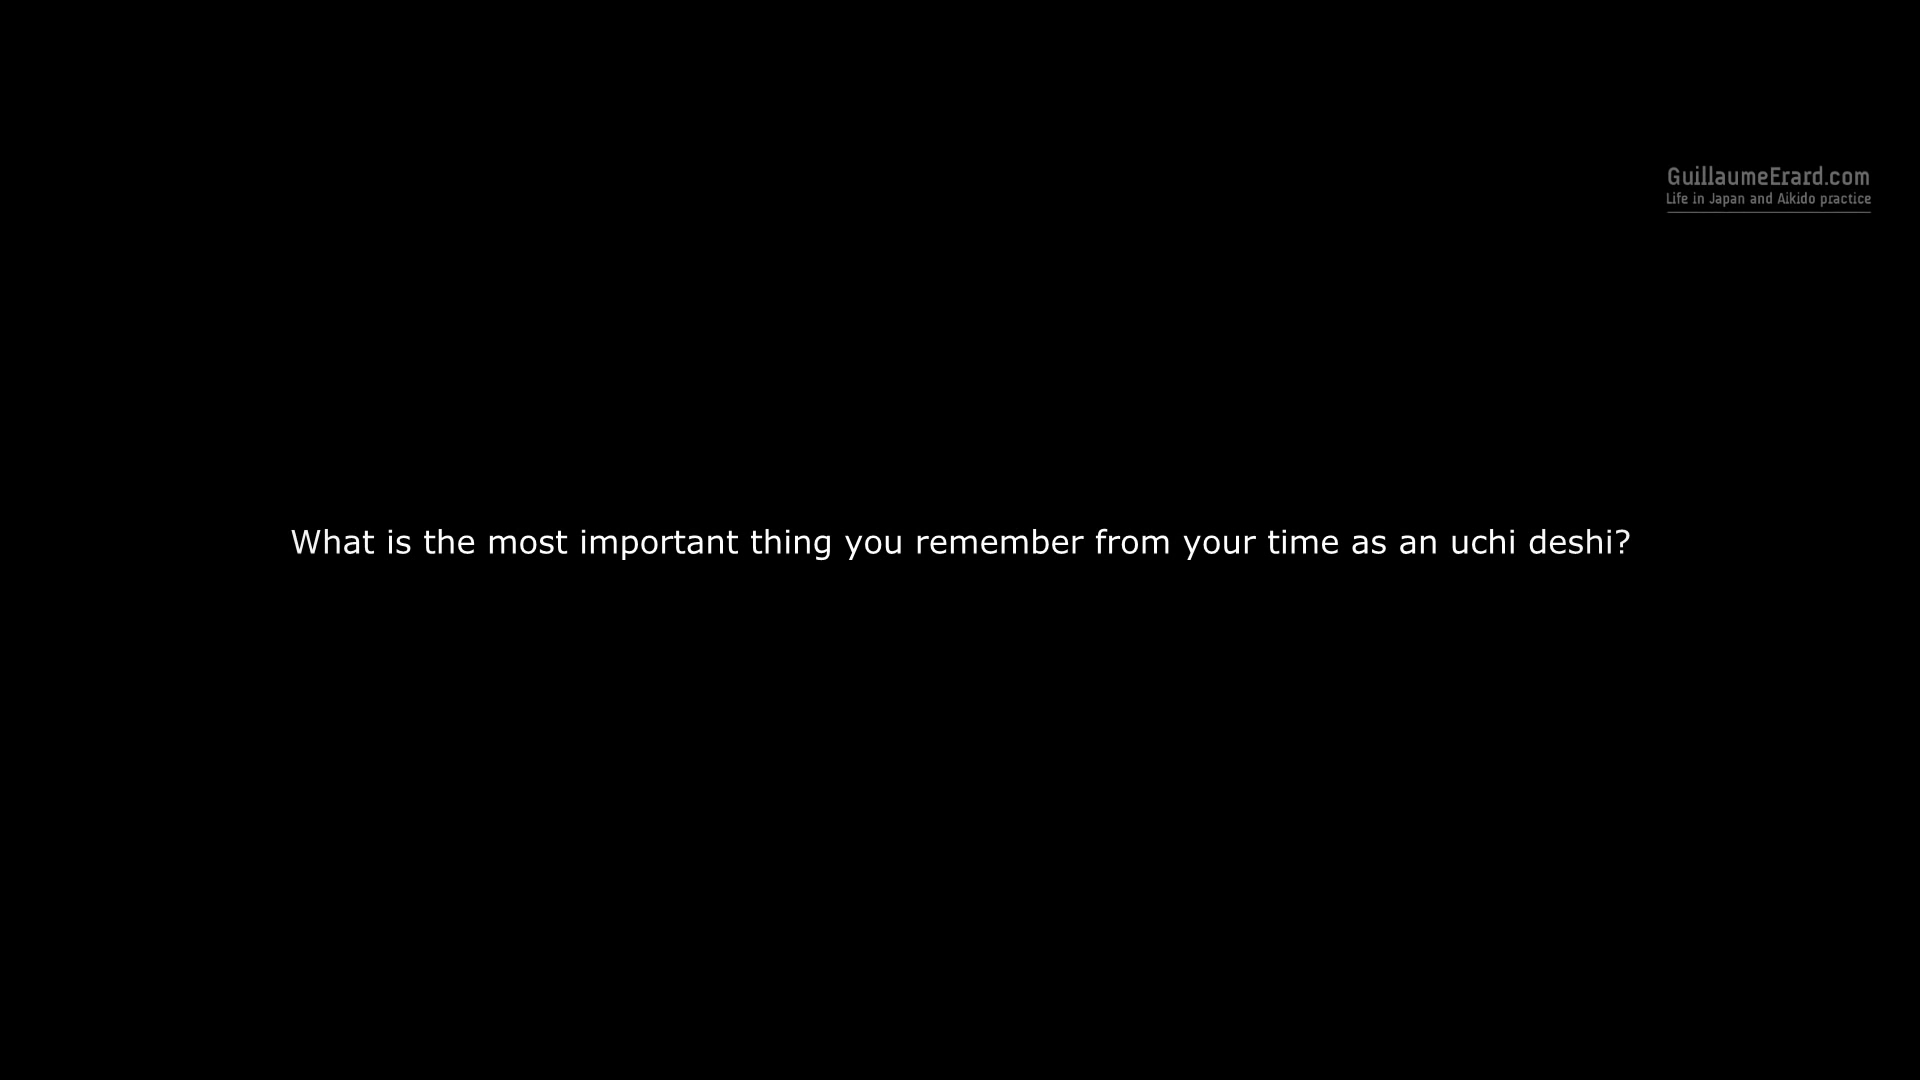 GuillaumeErard.com
Life in Japan and Aikido practice
What is the most important thing you remember from your time as an uchi deshi?